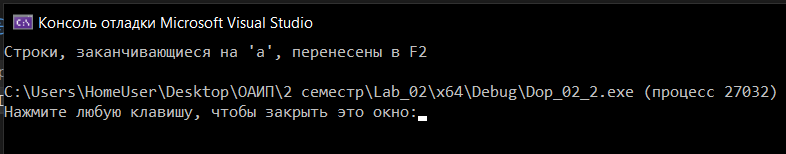 Консоль отладки Microsoft Visual Studio
Строки, заканчивающиеся на 'a', перенесены в F2
C:\Users\HomeUser\Desktop\ОАИП\2 семестр\Lab_02\x64\Debug\Dop_02_2.exe (процесс 27032)
Нажмите любую клавишу, чтобы закрыть это окно: